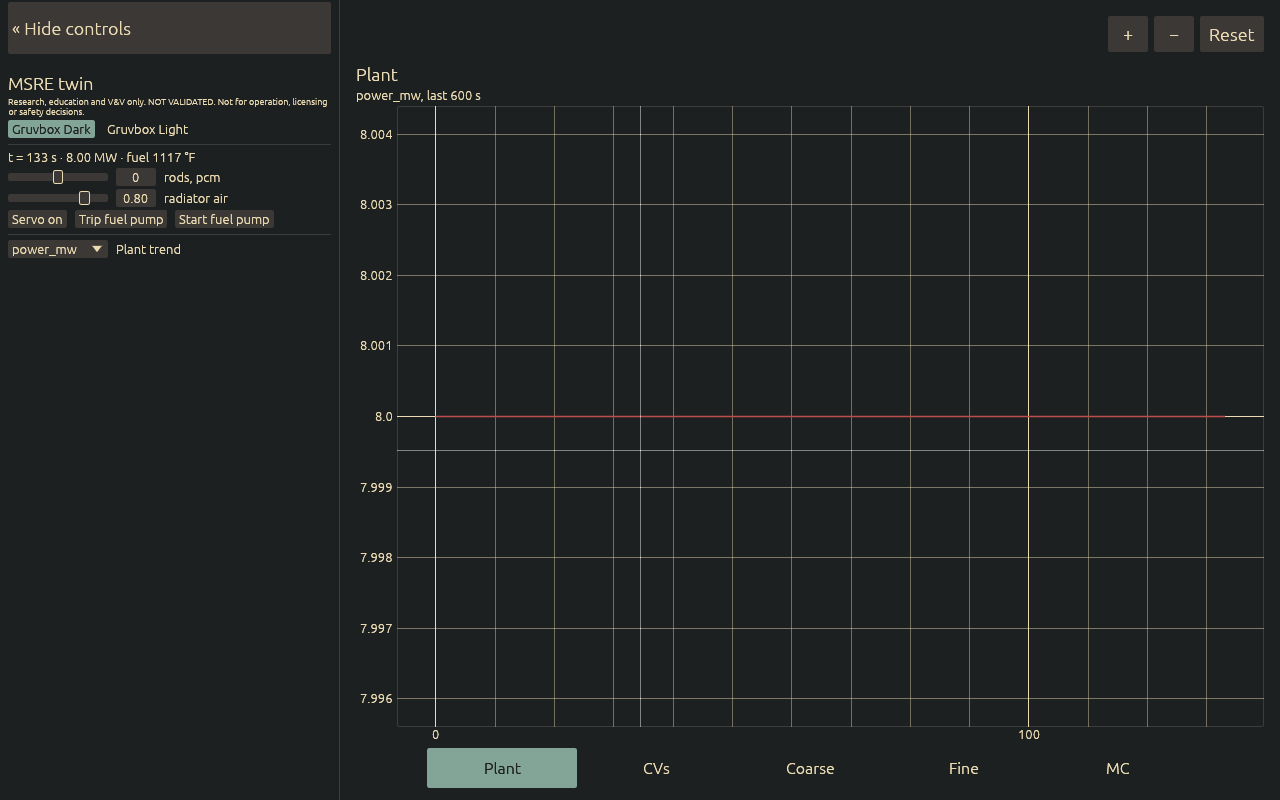 « Hide controls
MSRE twin
Research, education and V&V only. NOT VALIDATED. Not for operation, licensing
or safety decisions.
Gruvbox Dark Gruvbox Light
t = 133 s · 8.00 MW · fuel 1117 °F
0 rods, pcm
0.80 radiator air
Servo on Trip fuel pump Start fuel pump
power_mw Plant trend
+ − Reset
Plant
power_mw, last 600 s
8.004
8.003
8.002
8.001
8.0
7.999
7.998
7.997
7.996
0 100
Plant CVs Coarse Fine MC